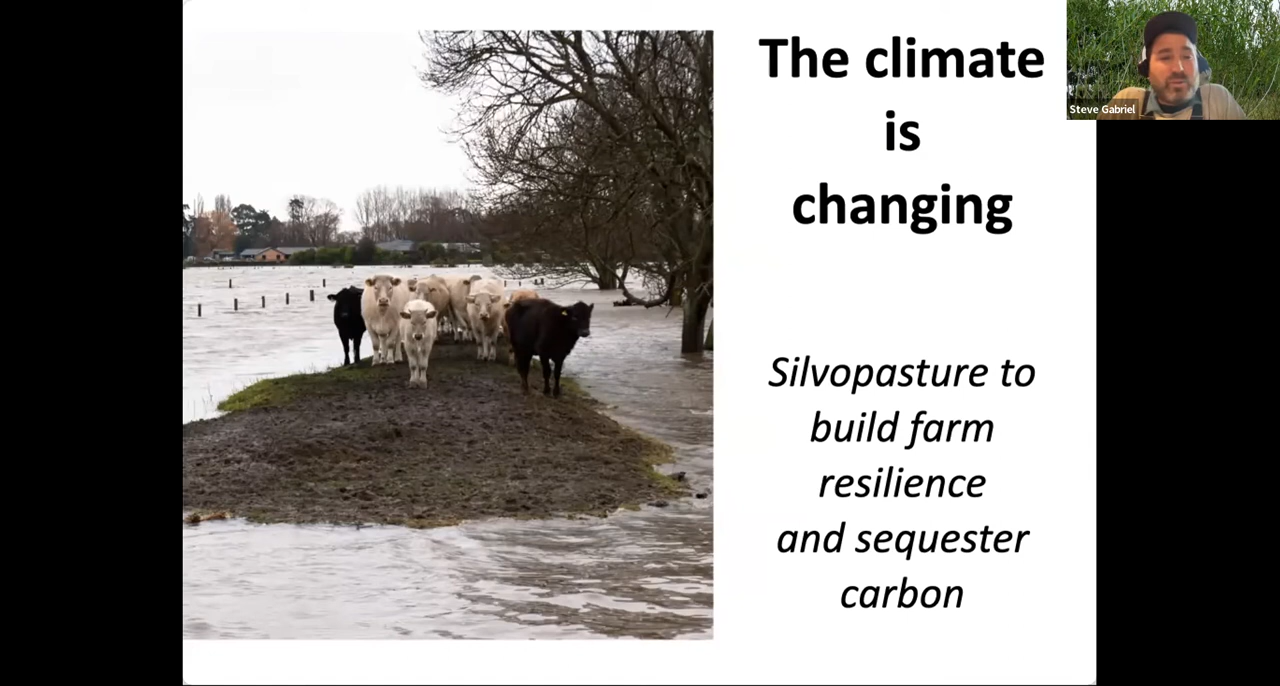 The climate
is
changing
Steve Gabriel
Silvopasture to
build farm
resilience
and sequester
carbon